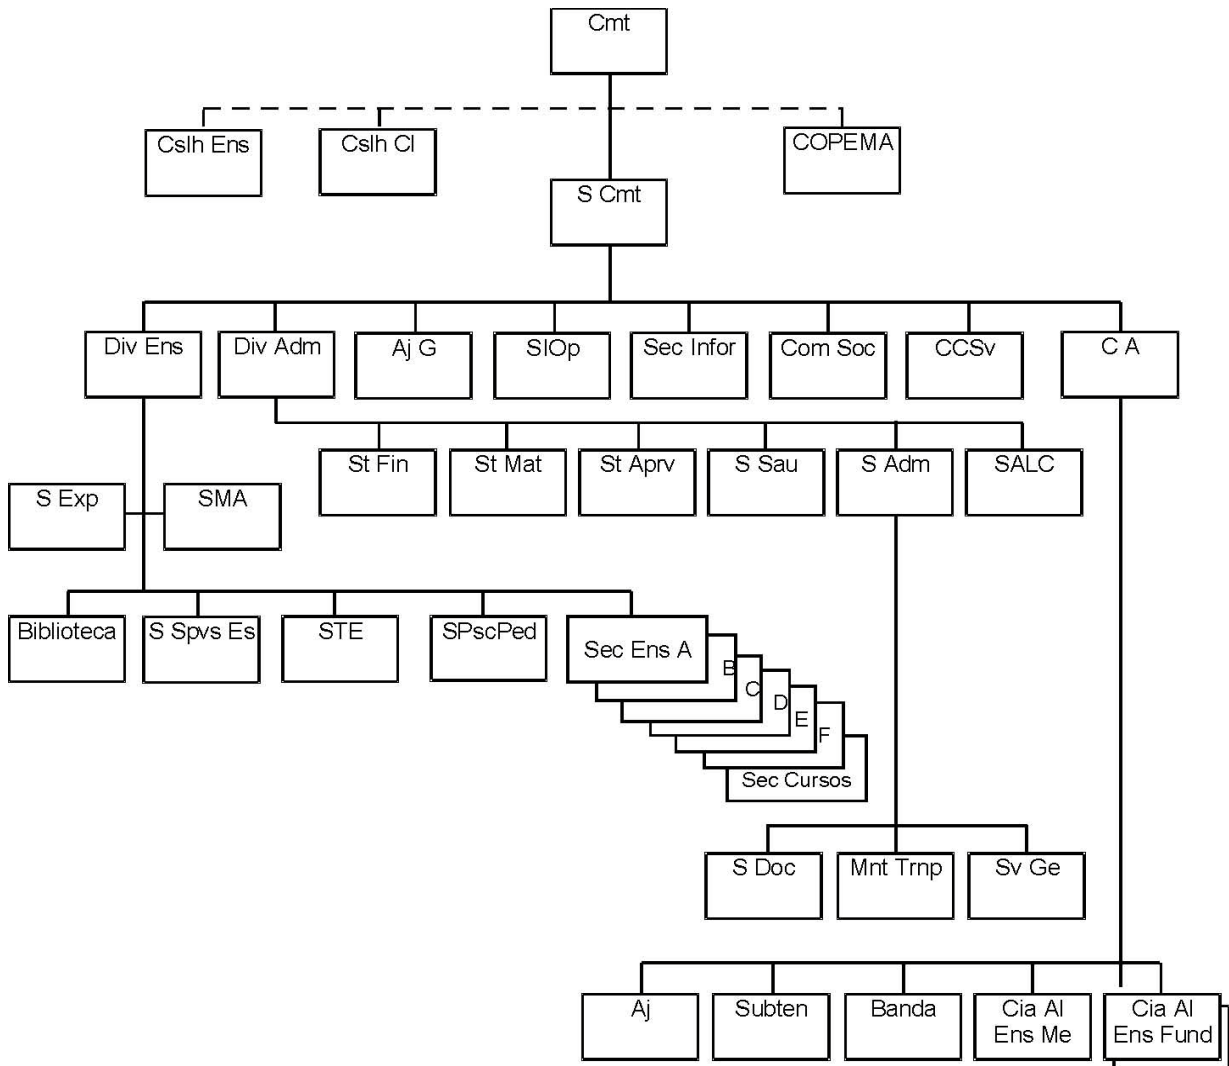 Cmt
Cslh Ens
Cslh Cl
COPEMA
S Cmt
Div Ens
Div Adm
Aj G
SIOp
Sec Infor
Com Soc
CCSv
C A
St Fin
St Mat
St Aprv
S Sau
S Adm
SALC
S Exp
SMA
Biblioteca
S Spvs Es
STE
SPscPed
Sec Ens A
B
C
D
E
F
Sec Cursos
S Doc
Mnt Trnp
Sv Ge
Aj
Subten
Banda
Cia Al
Ens Me
Cia Al
Ens Fund